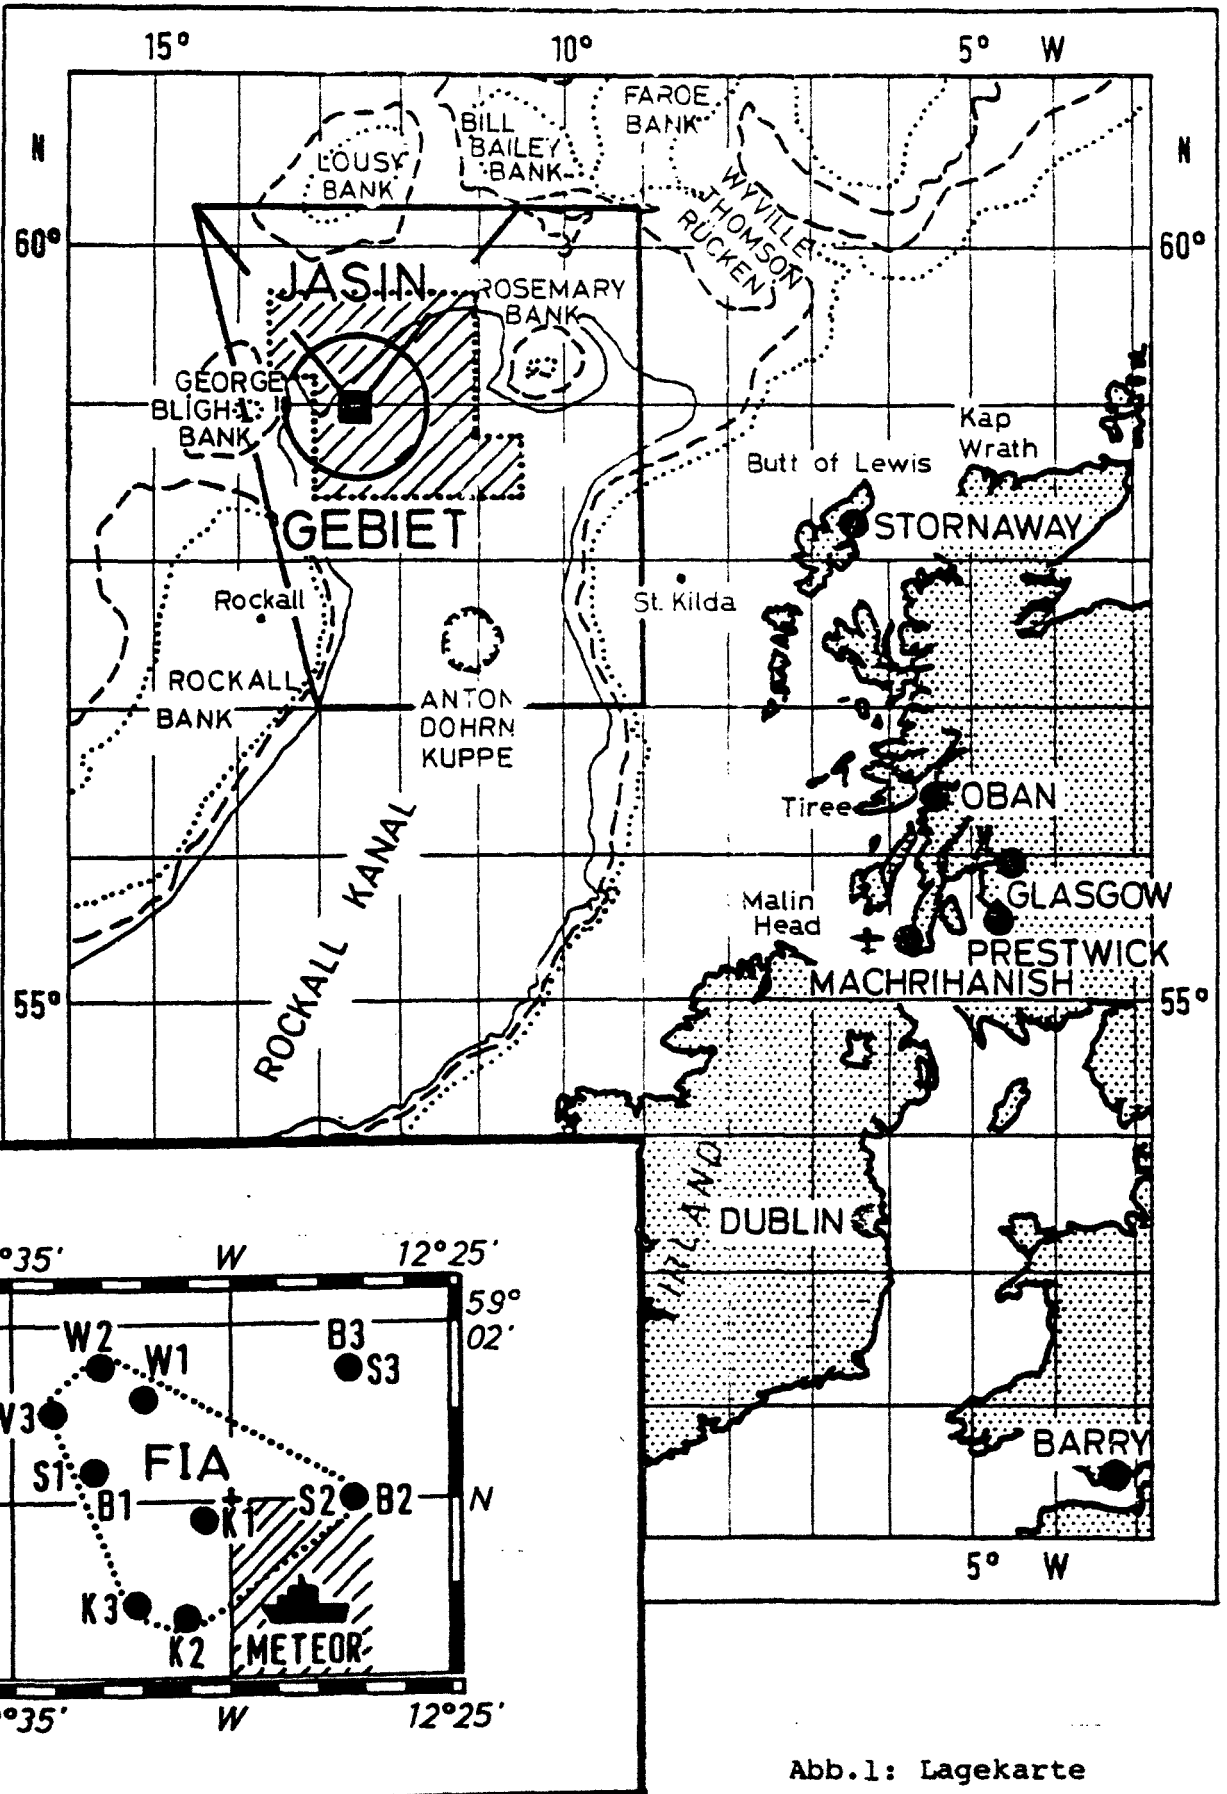 15° 10° 5° W
N
N
FAROE
BANK
BILL
BAILEY
BANK
LOUSY
BANK
WYVILLE
THOMSON
RÜCKEN
60°
60°
JASIN
ROSEMARY
BANK
GEORGE
BLIGH
BANK
Kap
Wrath
Butt of Lewis
STORNAWAY
GEBIET
Rockall
St. Kilda
ROCKALL
BANK
ANTON
DOHRN
KUPPE
Tiree
OBAN
ROCKALL KANAL
GLASGOW
Malin
Head
PRESTWICK
MACHRIHANISH
55°
55°
IRLAND
DUBLIN
BARRY
5° W
°35' W 12°25'
59°
02'
W2
W1
B3
S3
V3
FIA
S1
B1
S2
B2
N
K1
K3
K2
METEOR
°35' W 12°25'
Abb.1: Lagekarte